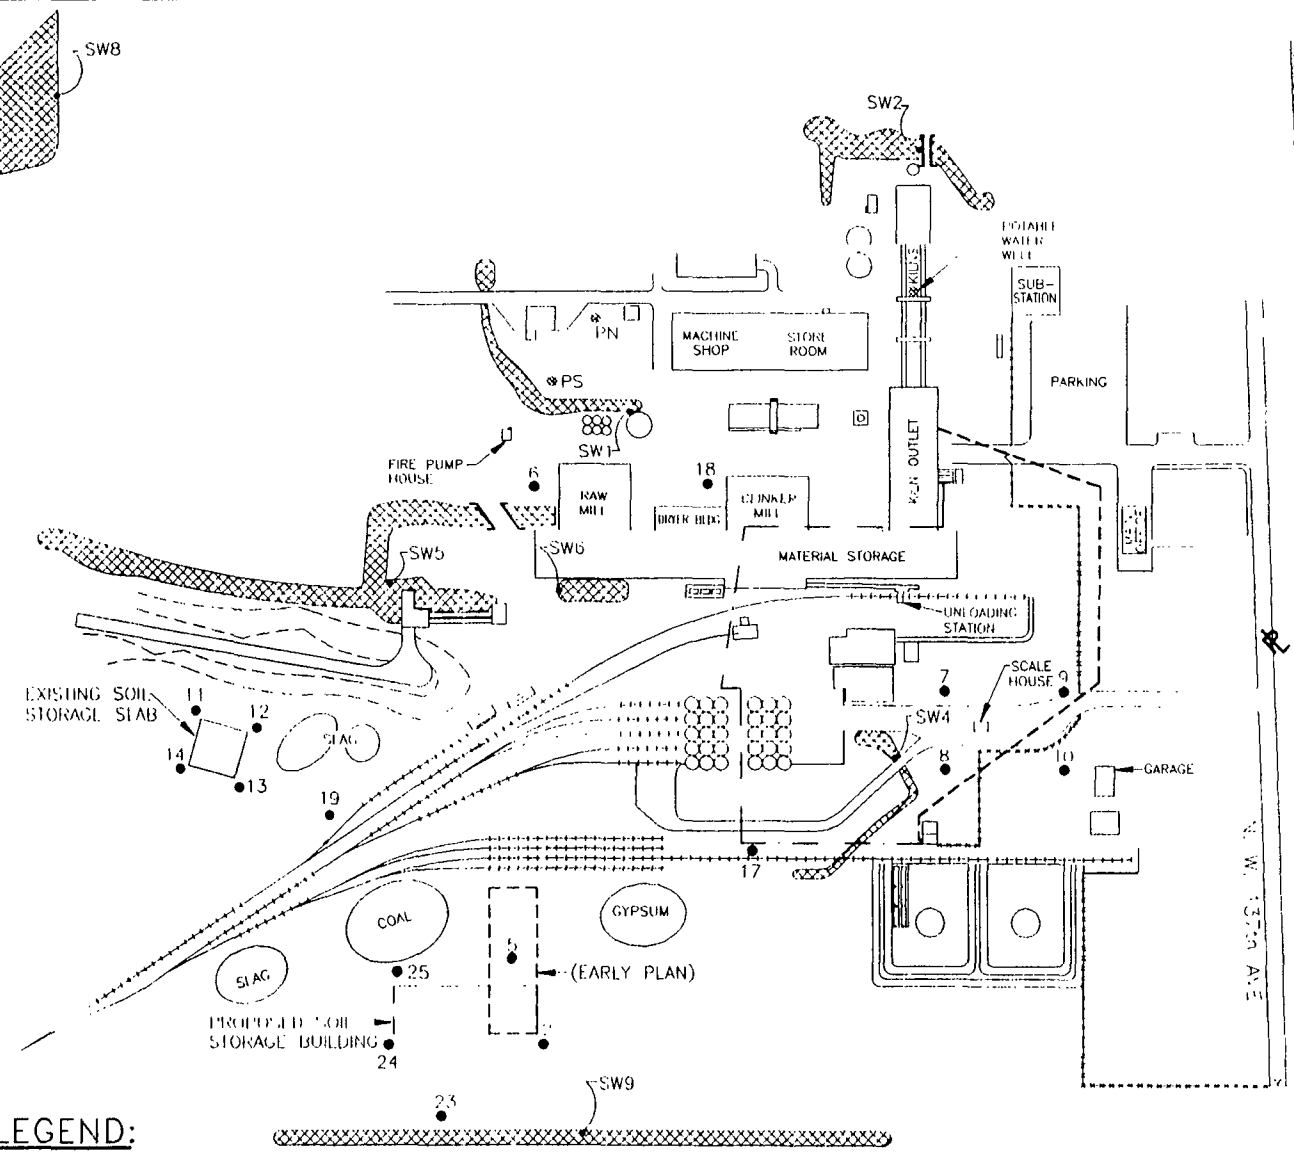 SW8
SW2
POTABLE
WATER
WELL
KILNS
SUB-
STATION
PN
MACHINE
SHOP
STORE
ROOM
PARKING
PS
SW1
FIRE PUMP
HOUSE
6
18
KILN OUTLET
RAW
MILL
CLINKER
MILL
DRYER BLDG
SW5
SW6
MATERIAL STORAGE
UNLOADING
STATION
SCALE
HOUSE
7
9
EXISTING SOIL
STORAGE SLAB
11
12
SLAG
SW4
14
13
8
10
GARAGE
19
17
N.W. 137th AVE
COAL
GYPSUM
SLAG
25
5
(EARLY PLAN)
PROPOSED SOIL
STORAGE BUILDING
24
SW9
23
LEGEND: